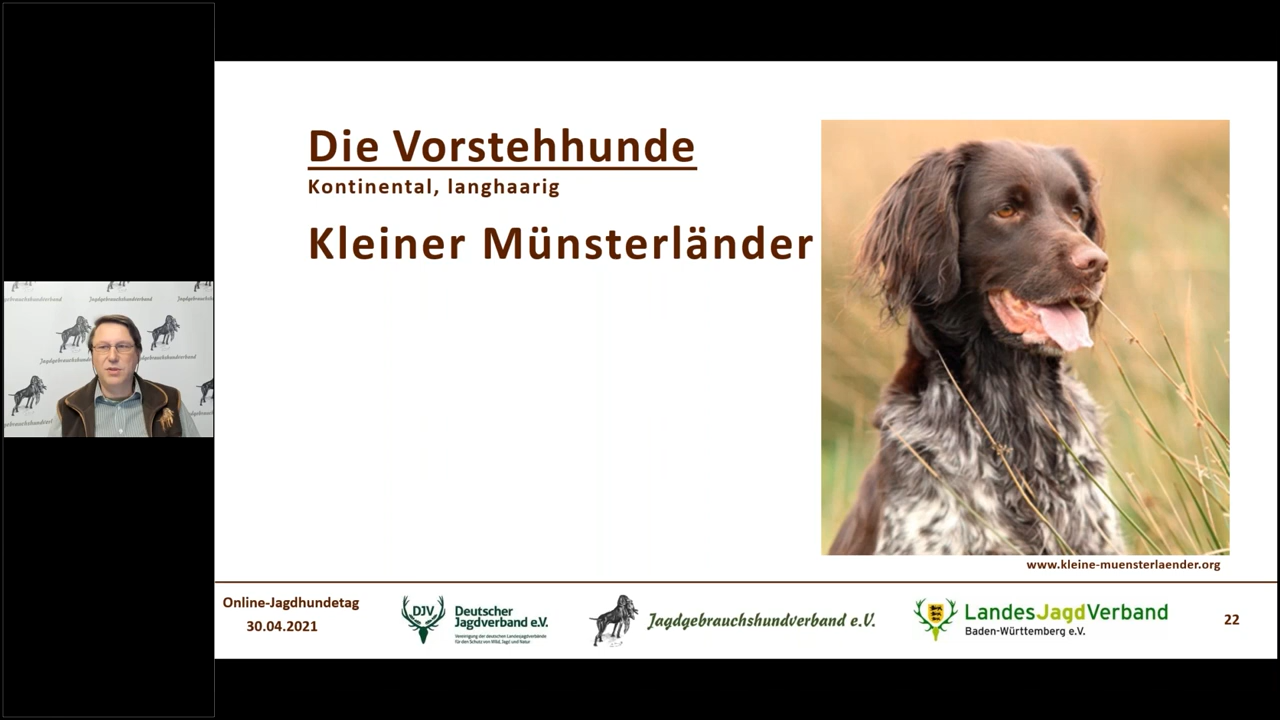 Die Vorstehhunde
Kontinental, langhaarig
Kleiner Münsterländer
www.kleine-muensterlaender.org
Online-Jagdhundetag
30.04.2021
DJV
Deutscher
Jagdverband e.V.
Vereinigung der deutschen Landesjagdverbände
für den Schutz von Wild, Jagd und Natur
Jagdgebrauchshundverband e.V.
LandesJagdVerband
Baden-Württemberg e.V.
22
Jagdgebrauchshundverband